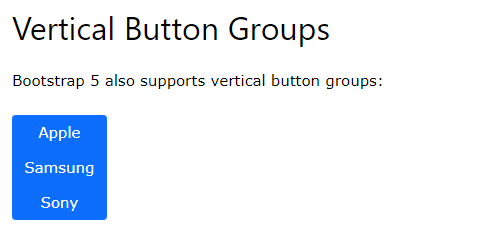 Vertical Button Groups
Bootstrap 5 also supports vertical button groups:
Apple
Samsung
Sony